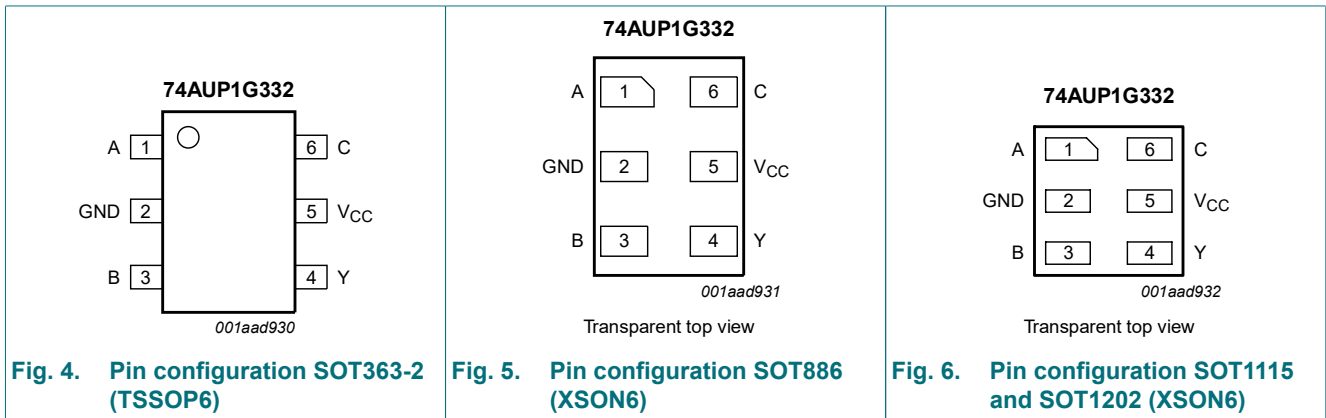 74AUP1G332
A 1 6 C
GND 2 5 VCC
B 3 4 Y
001aad930
Fig. 4. Pin configuration SOT363-2
(TSSOP6)
74AUP1G332
A 1 6 C
GND 2 5 VCC
B 3 4 Y
001aad931
Transparent top view
Fig. 5. Pin configuration SOT886
(XSON6)
74AUP1G332
A 1 6 C
GND 2 5 VCC
B 3 4 Y
001aad932
Transparent top view
Fig. 6. Pin configuration SOT1115
and SOT1202 (XSON6)